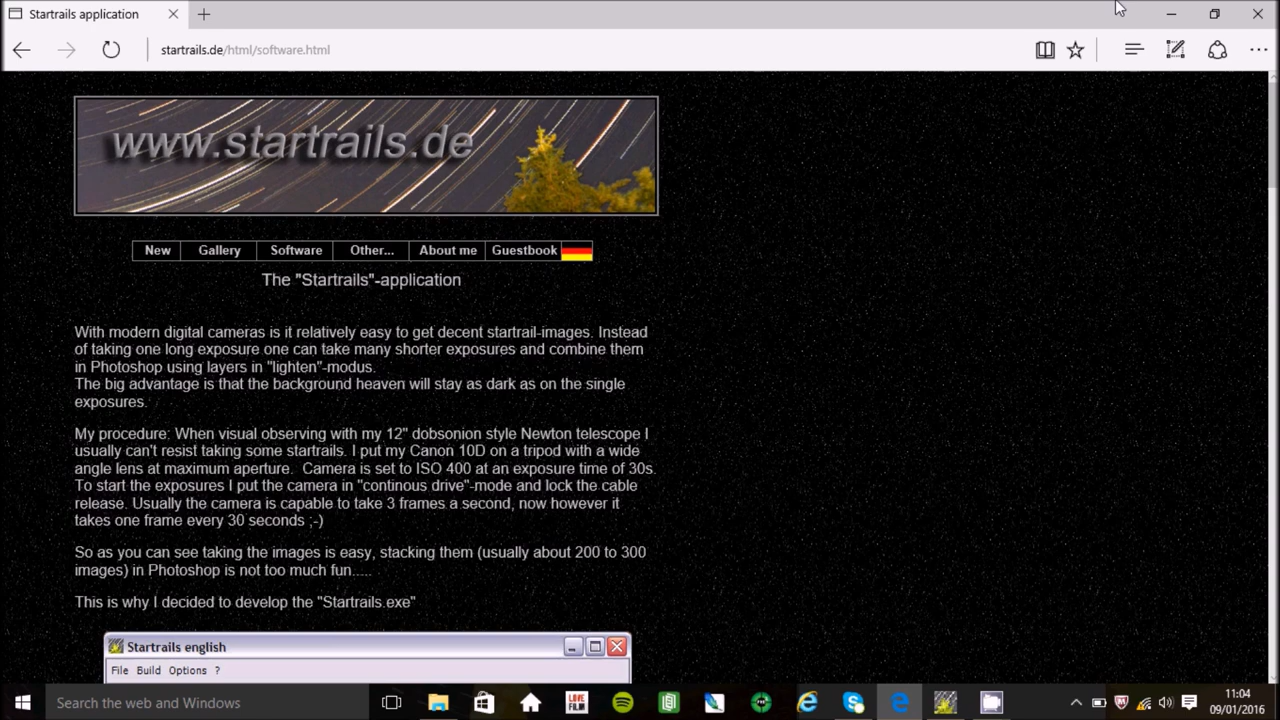 Startrails application
startrails.de/html/software.html
www.startrails.de
New Gallery Software Other... About me Guestbook
The "Startrails"-application
With modern digital cameras is it relatively easy to get decent startrail-images. Instead
of taking one long exposure one can take many shorter exposures and combine them
in Photoshop using layers in "lighten"-modus.
The big advantage is that the background heaven will stay as dark as on the single
exposures.
My procedure: When visual observing with my 12" dobsonion style Newton telescope I
usually can't resist taking some startrails. I put my Canon 10D on a tripod with a wide
angle lens at maximum aperture. Camera is set to ISO 400 at an exposure time of 30s.
To start the exposures I put the camera in "continous drive"-mode and lock the cable
release. Usually the camera is capable to take 3 frames a second, now however it
takes one frame every 30 seconds ;-)
So as you can see taking the images is easy, stacking them (usually about 200 to 300
images) in Photoshop is not too much fun.....
This is why I decided to develop the "Startrails.exe"
Startrails english
File Build Options ?
Search the web and Windows
LOVE
FiLM
11:04
09/01/2016